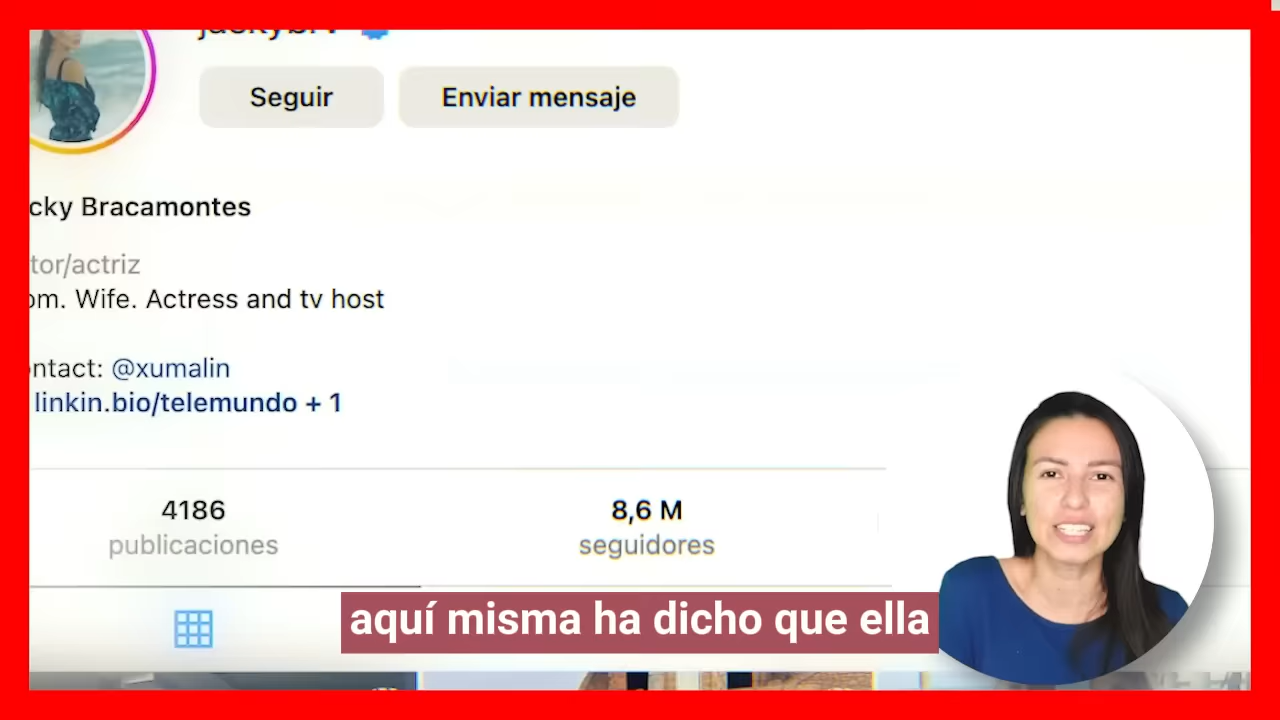 Seguir
Enviar mensaje
cky Bracamontes
tor/actriz
om. Wife. Actress and tv host
ontact: @xumalin
linkin.bio/telemundo + 1
4186
8,6 M
publicaciones
seguidores
aquí misma ha dicho que ella